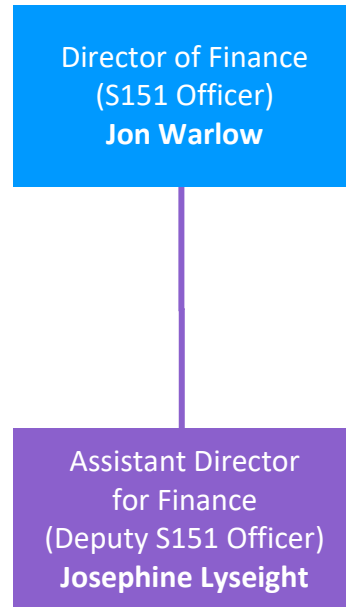 Director of Finance
(S151 Officer)
Jon Warlow
Assistant Director
for Finance
(Deputy S151 Officer)
Josephine Lyseight